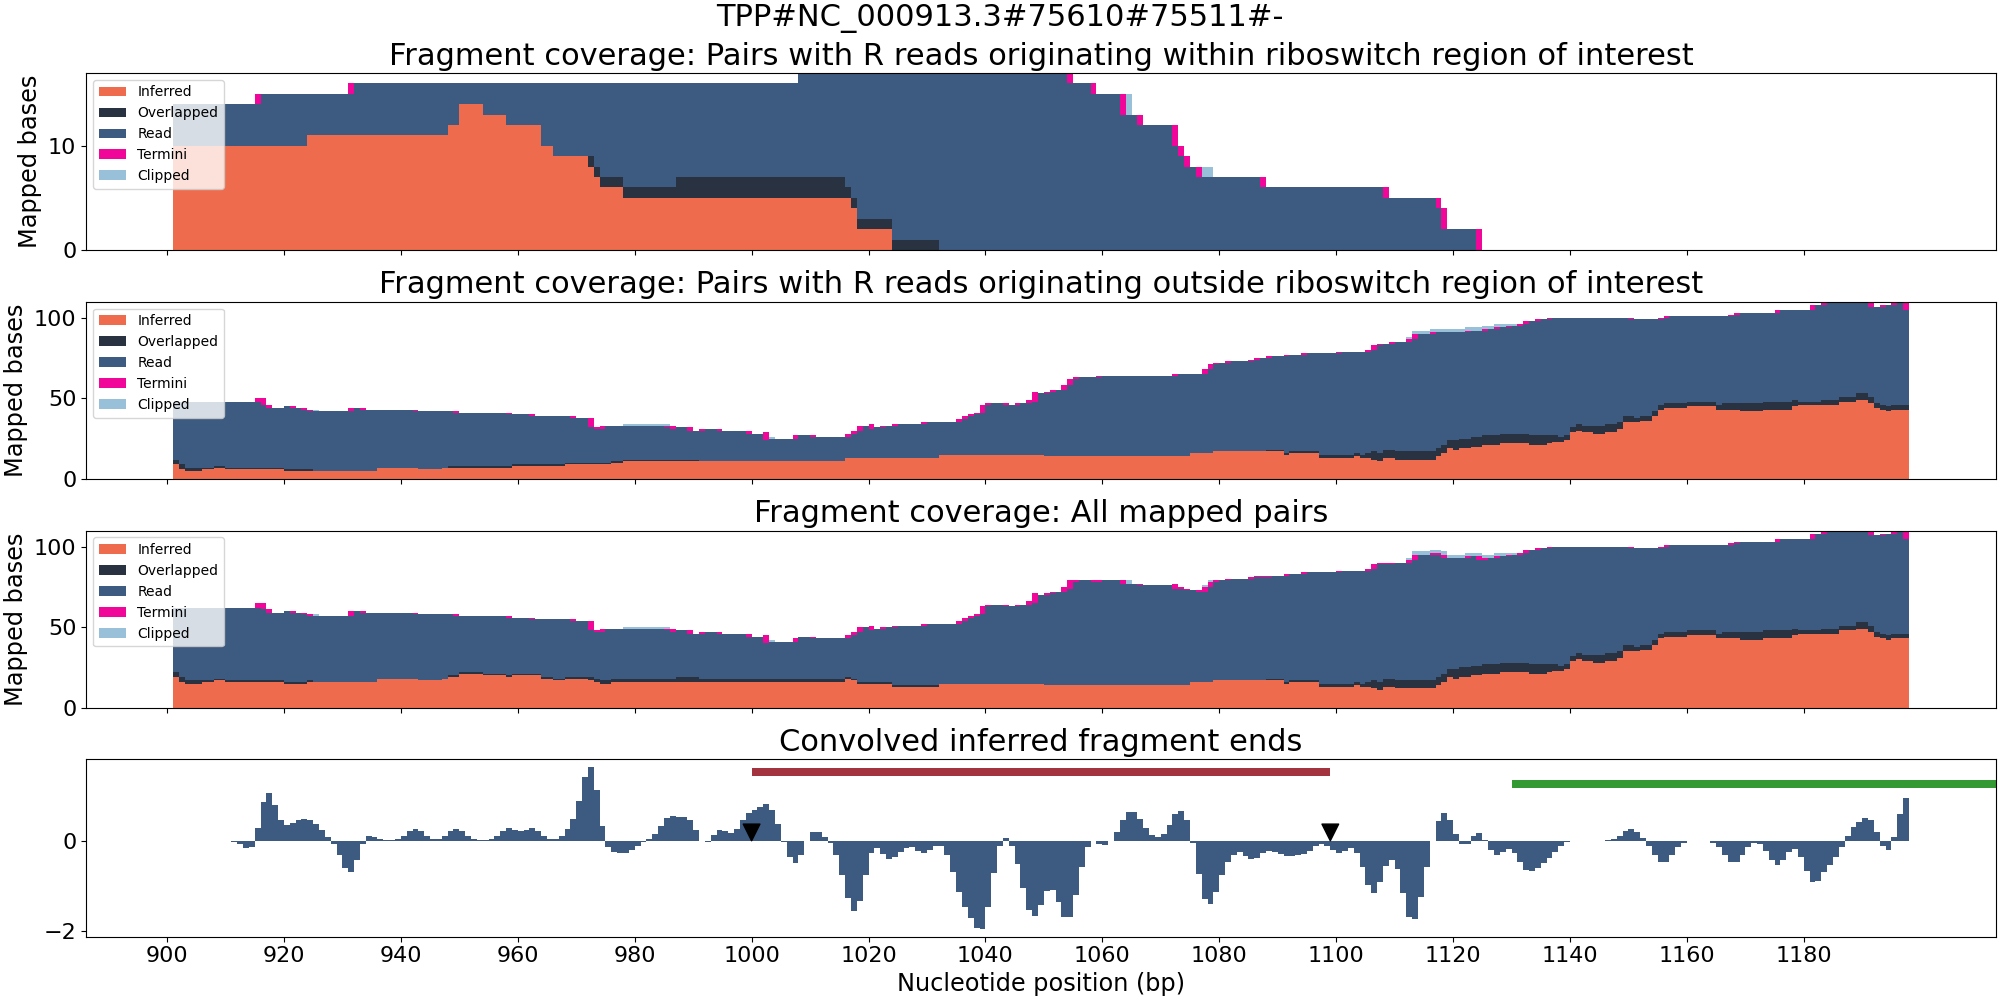 TPP#NC_000913.3#75610#75511#-
Fragment coverage: Pairs with R reads originating within riboswitch region of interest
Mapped bases
10
0
Inferred
Overlapped
Read
Termini
Clipped
Fragment coverage: Pairs with R reads originating outside riboswitch region of interest
Mapped bases
100
50
0
Inferred
Overlapped
Read
Termini
Clipped
Fragment coverage: All mapped pairs
Mapped bases
100
50
0
Inferred
Overlapped
Read
Termini
Clipped
Convolved inferred fragment ends
0
−2
900 920 940 960 980 1000 1020 1040 1060 1080 1100 1120 1140 1160 1180
Nucleotide position (bp)